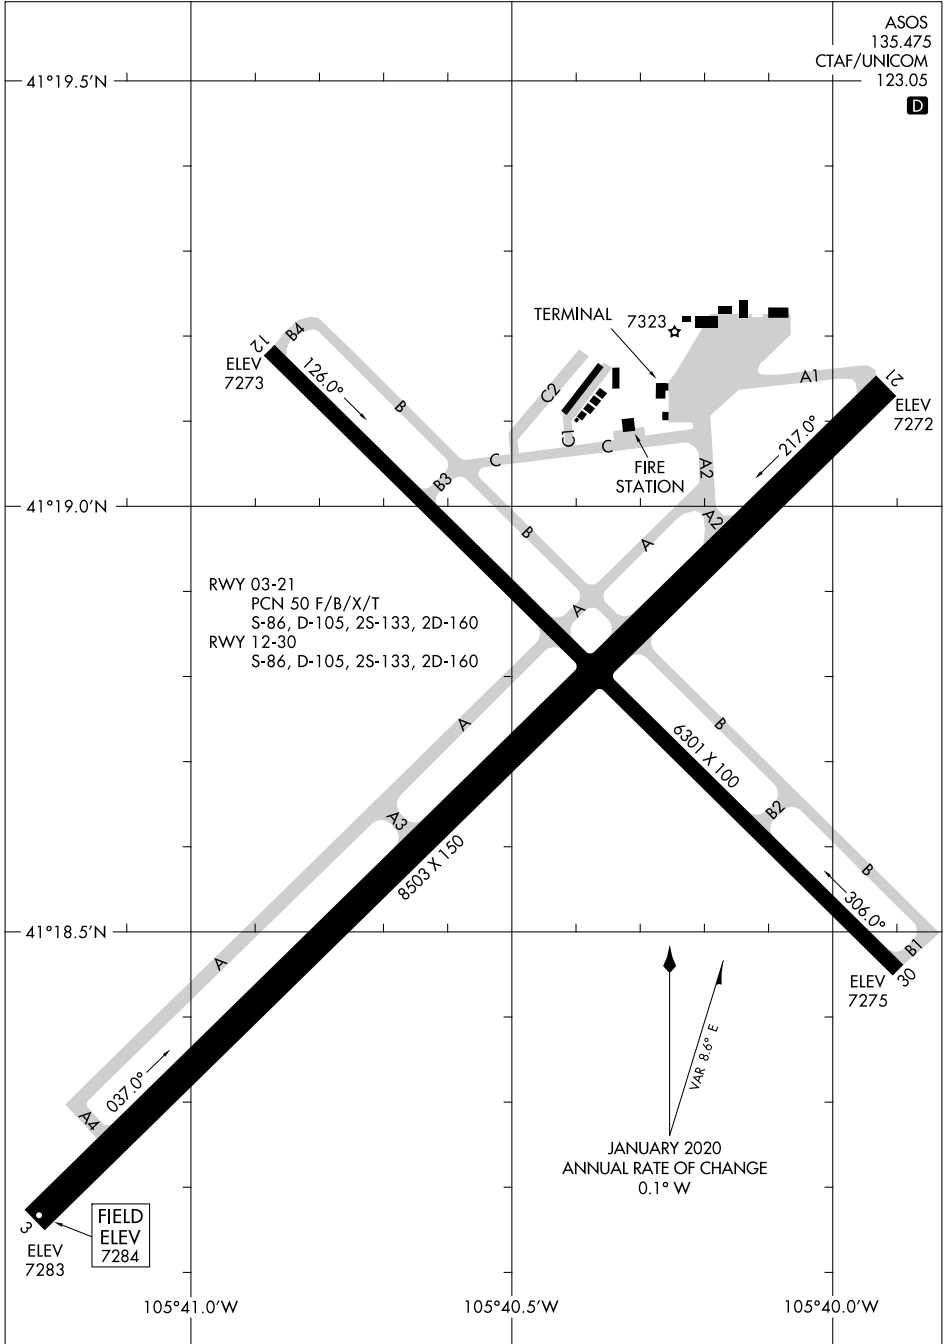 ASOS
135.475
CTAF/UNICOM
123.05
D
41°19.5'N
TERMINAL
7323
B4
12
ELEV
7273
126.0°
B
C2
C1
A1
21
ELEV
7272
217.0°
C
C
FIRE
STATION
A2
B3
41°19.0'N
A2
B
A
RWY 03-21
PCN 50 F/B/X/T
S-86, D-105, 2S-133, 2D-160
RWY 12-30
S-86, D-105, 2S-133, 2D-160
A
A
B
6301 X 100
B2
A3
8503 X 150
B
306.0°
41°18.5'N
B1
30
A
ELEV
7275
VAR 8.6° E
037.0°
A4
JANUARY 2020
ANNUAL RATE OF CHANGE
0.1° W
3
FIELD
ELEV
7284
ELEV
7283
105°41.0'W
105°40.5'W
105°40.0'W